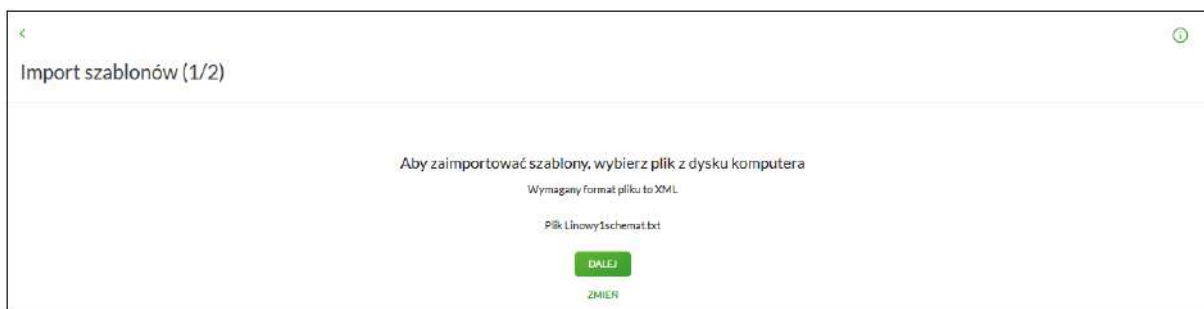 Import szablonów (1/2)
Aby zaimportować szablony, wybierz plik z dysku komputera
Wymagany format pliku to XML
Plik Linowy1schemat.txt
DALEJ
ZMIEŃ